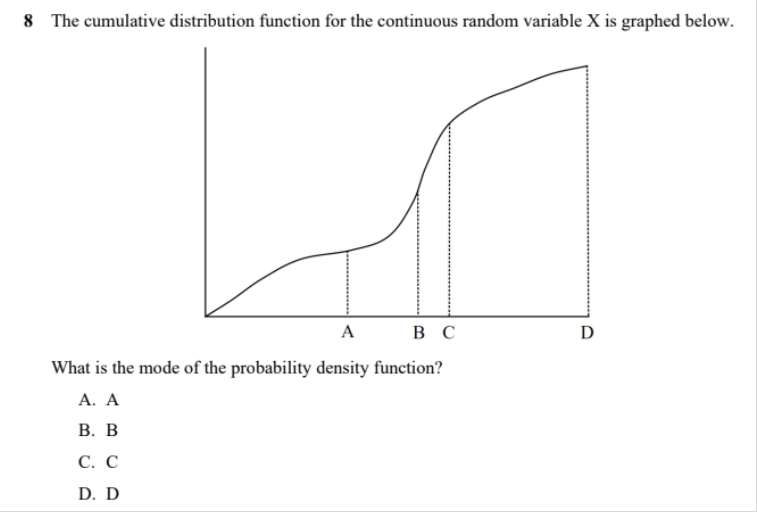 8 The cumulative distribution function for the continuous random variable X is graphed below.
A B C D
What is the mode of the probability density function?
A. A
B. B
C. C
D. D